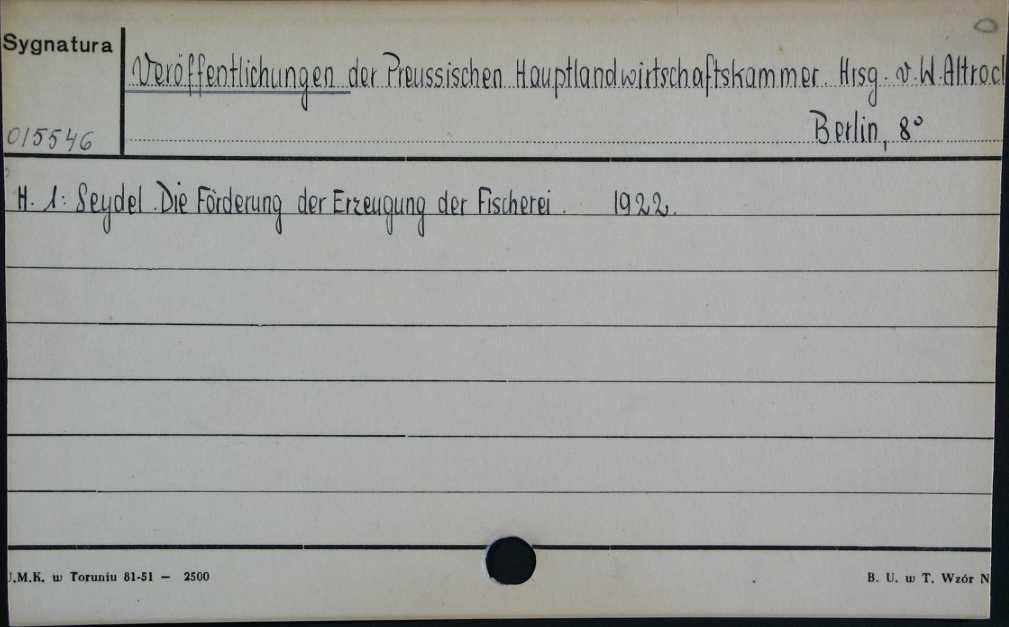 Sygnatura
Veröffentlichungen der Preussischen Hauptlandwirtschaftskammer. Hrsg. v. W. Altrock
Berlin, 8°
015546
H. 1: Seydel. Die Förderung der Erzeugung der Fischerei. 1922.
U.M.K. w Toruniu 81-51 — 2500
B. U. w T. Wzór N